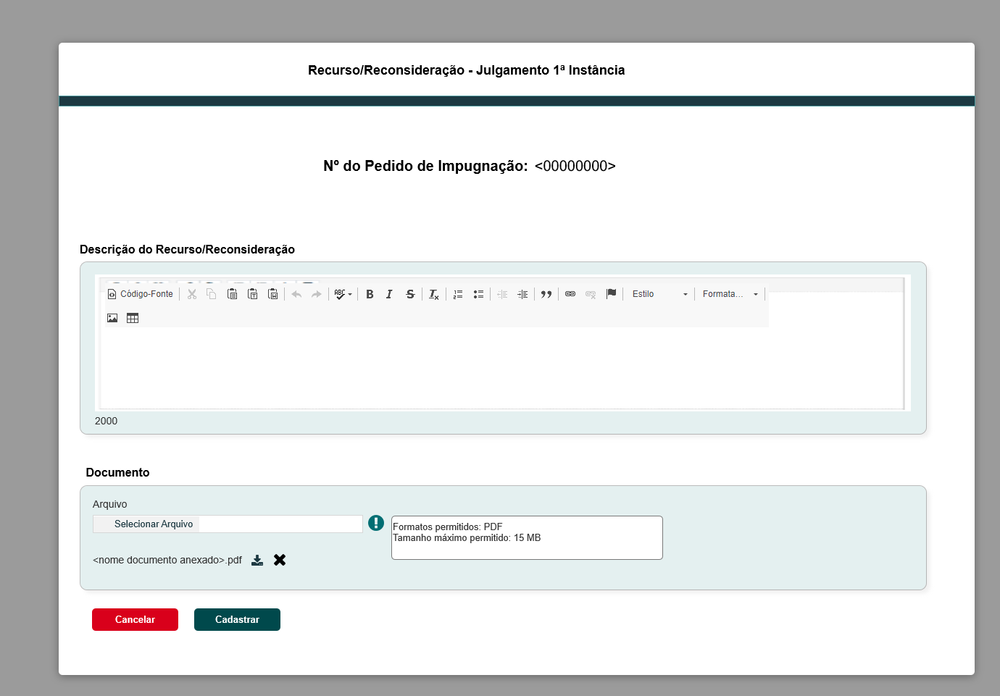 Recurso/Reconsideração - Julgamento 1ª Instância
Nº do Pedido de Impugnação: <00000000>
Descrição do Recurso/Reconsideração
Código-Fonte ABC B I S Tx Estilo Formata...
2000
Documento
Arquivo
Selecionar Arquivo
Formatos permitidos: PDF
Tamanho máximo permitido: 15 MB
<nome documento anexado>.pdf
Cancelar Cadastrar